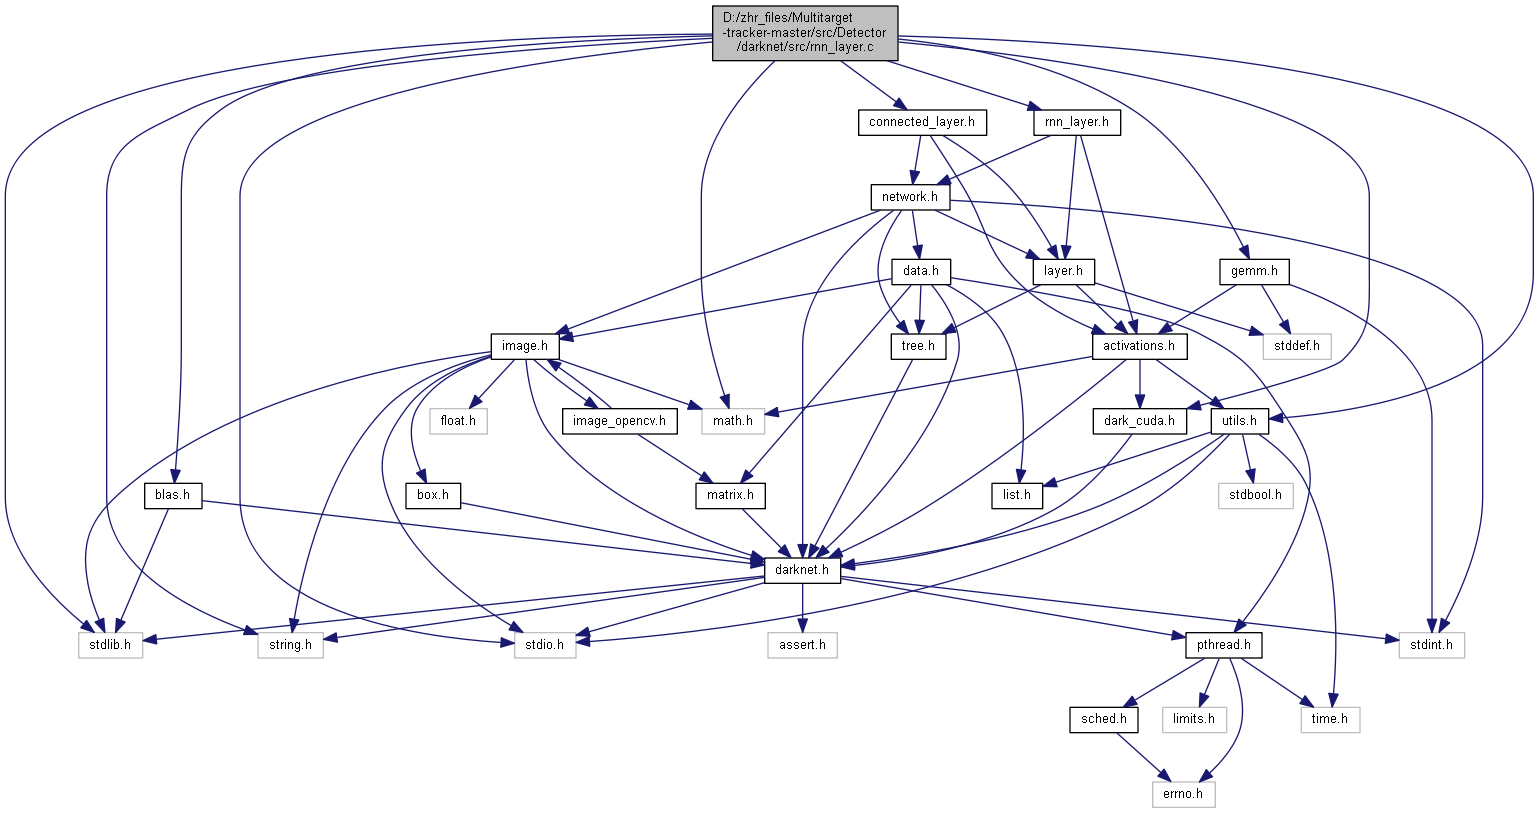 D:/zhr_files/Multitarget
-tracker-master/src/Detector
/darknet/src/rnn_layer.c
connected_layer.h
rnn_layer.h
network.h
data.h
layer.h
gemm.h
image.h
tree.h
activations.h
stddef.h
float.h
image_opencv.h
math.h
dark_cuda.h
utils.h
blas.h
box.h
matrix.h
list.h
stdbool.h
darknet.h
stdlib.h
string.h
stdio.h
assert.h
pthread.h
stdint.h
sched.h
limits.h
time.h
errno.h